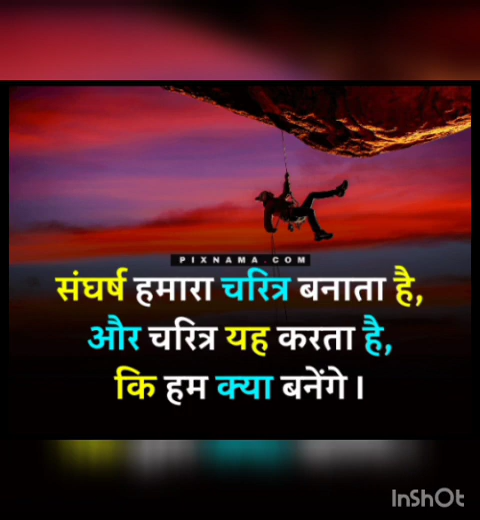 PIXNAMA.COM
संघर्ष हमारा चरित्र बनाता है,
और चरित्र यह करता है,
कि हम क्या बनेंगे।
InShOt